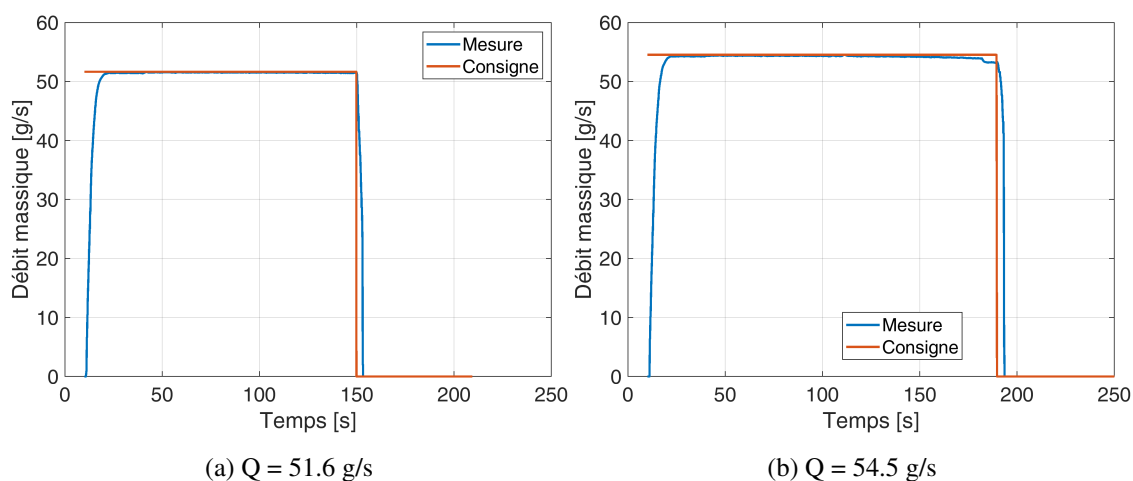 60
50
40
30
20
10
0
Débit massique [g/s]
Mesure
Consigne
0
50
100
150
200
250
Temps [s]
(a) Q = 51.6 g/s
60
50
40
30
20
10
0
Débit massique [g/s]
Mesure
Consigne
0
50
100
150
200
250
Temps [s]
(b) Q = 54.5 g/s